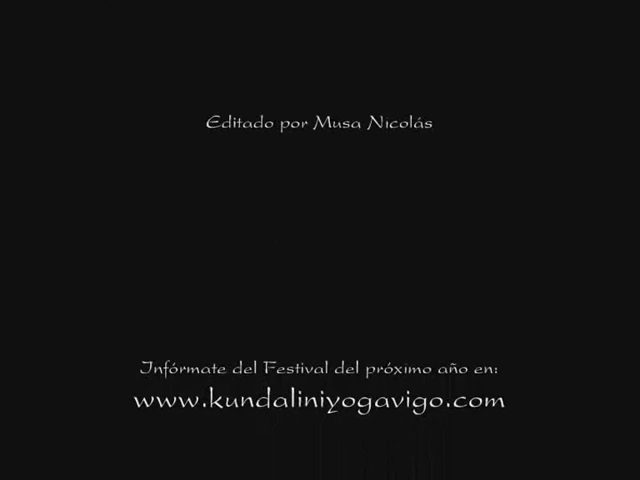 Editado por Musa Nicolás
Infórmate del Festival del próximo año en:
www.kundaliniyogavigo.com